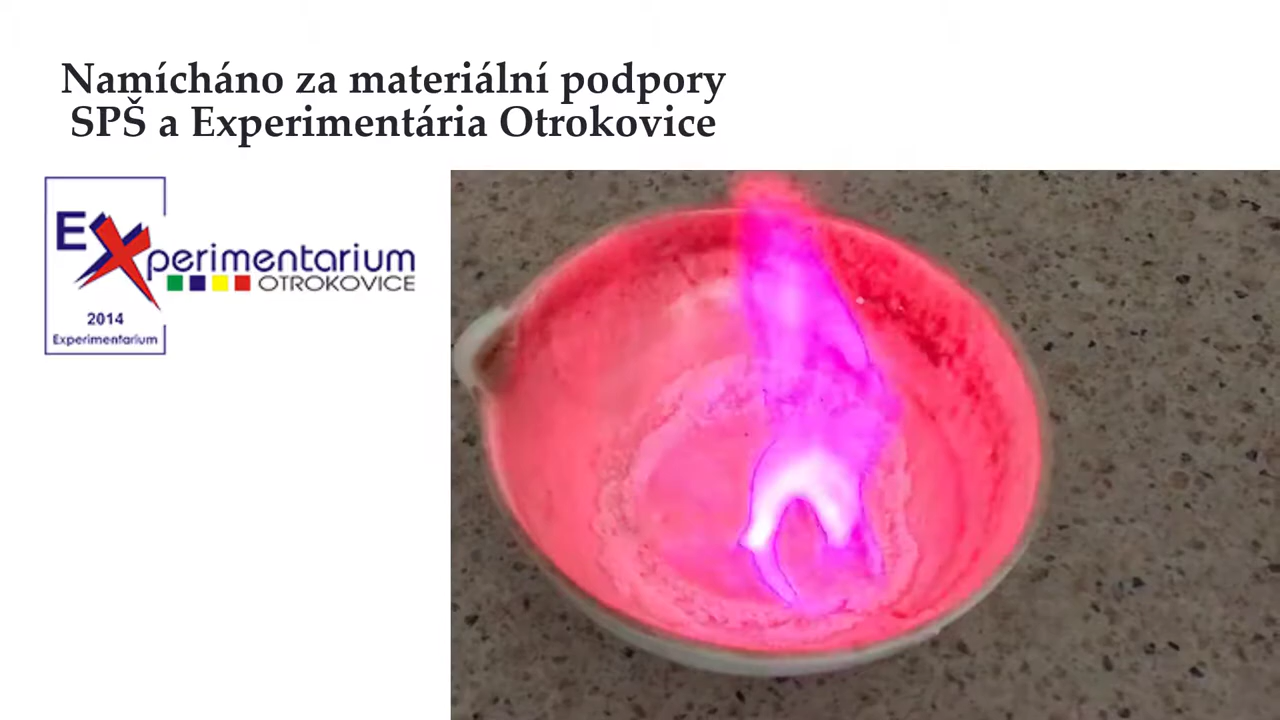 Namícháno za materiální podpory
SPŠ a Experimentária Otrokovice
Experimentarium
OTROKOVICE
2014
Experimentarium